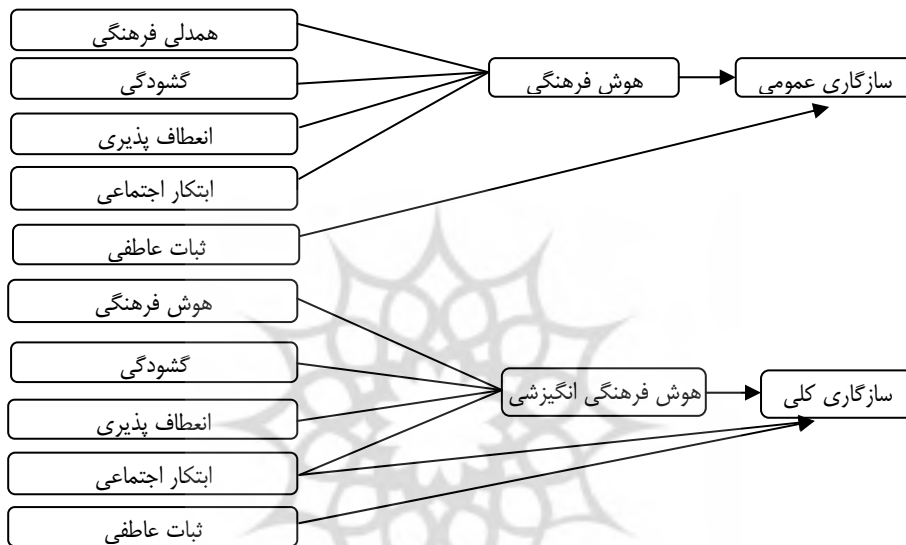 همدلی فرهنگی
گشودگی
هوش فرهنگی
سازگاری عمومی
انعطاف پذیری
ابتکار اجتماعی
ثبات عاطفی
هوش فرهنگی
گشودگی
هوش فرهنگی انگیزشی
سازگاری کلی
انعطاف پذیری
ابتکار اجتماعی
ثبات عاطفی